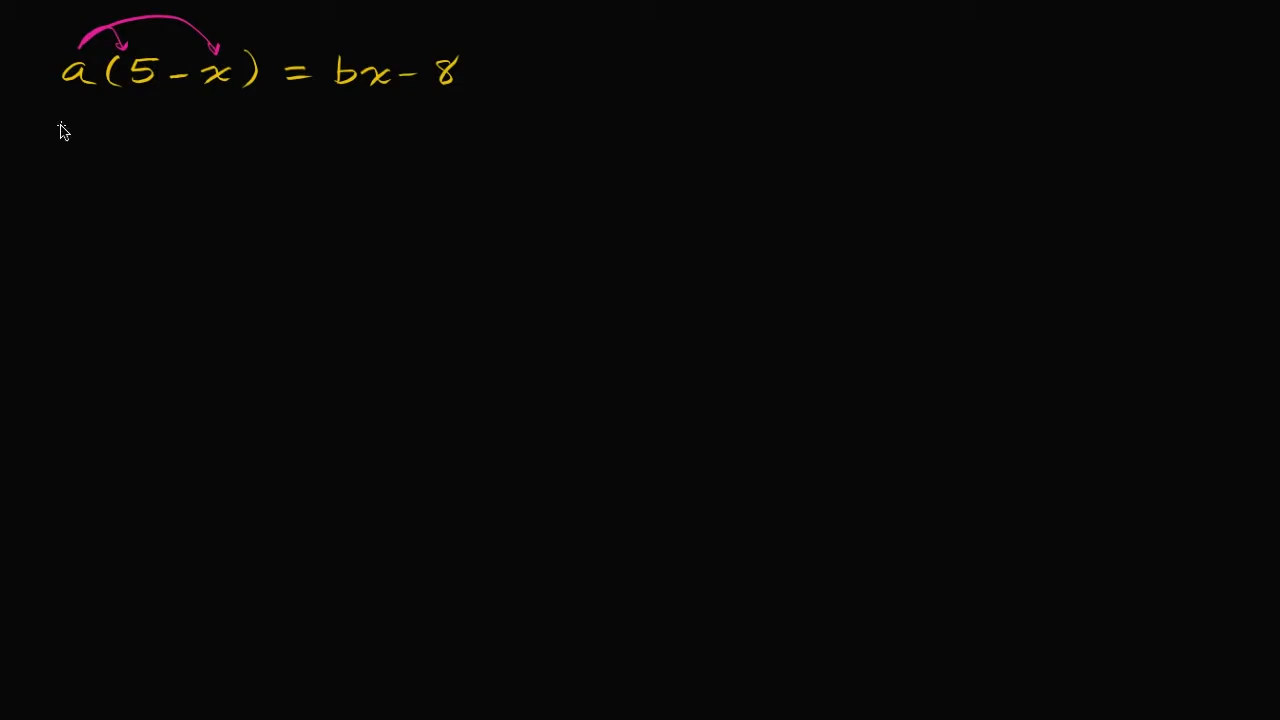 a(5-x) = bx-8